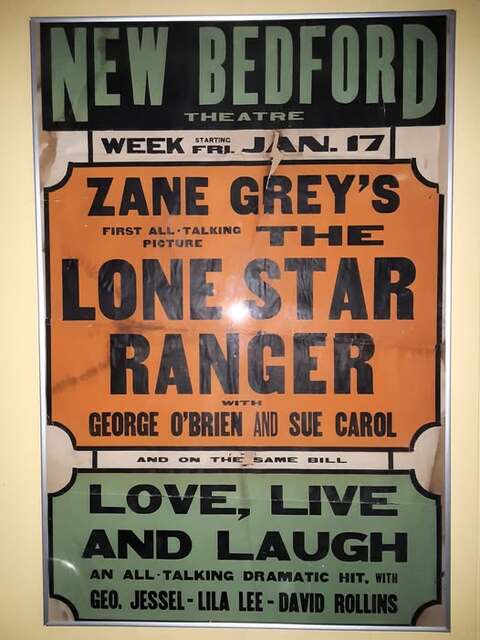 NEW BEDFORD
THEATRE
WEEK STARTING FRI. JAN. 17
ZANE GREY'S
FIRST ALL-TALKING PICTURE THE
LONE STAR
RANGER
WITH
GEORGE O'BRIEN AND SUE CAROL
AND ON THE SAME BILL
LOVE, LIVE
AND LAUGH
AN ALL-TALKING DRAMATIC HIT, WITH
GEO. JESSEL - LILA LEE - DAVID ROLLINS